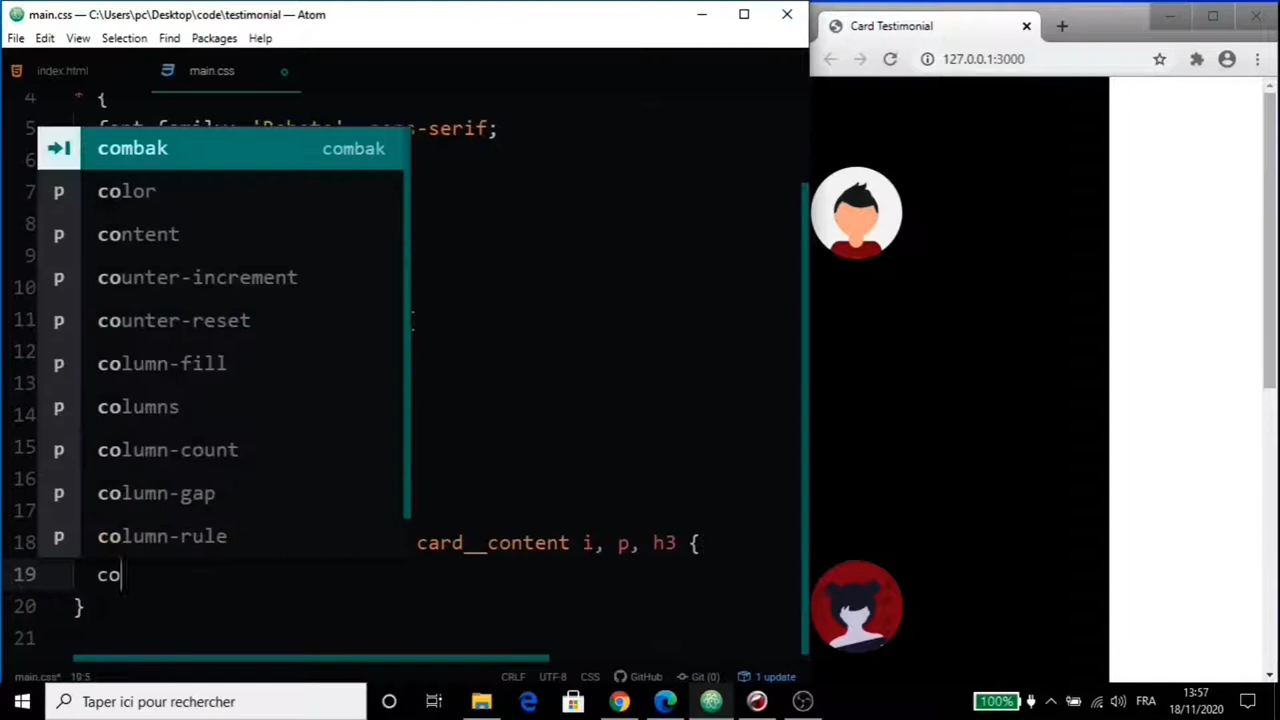 main.css — C:\Users\pc\Desktop\code\testimonial — Atom
File Edit View Selection Find Packages Help
index.html
main.css
4 * {
5 sans-serif;
6
combak combak
7 color
8 content
9
10 counter-increment
11 counter-reset {
12
13 column-fill
14 columns
15 column-count
16
17 column-gap
18 column-rule card__content i, p, h3 {
19 co
20 }
21
main.css* 19:5 CRLF UTF-8 CSS GitHub Git (0) 1 update
Card Testimonial
127.0.0.1:3000
Taper ici pour rechercher
100% FRA 13:57
18/11/2020